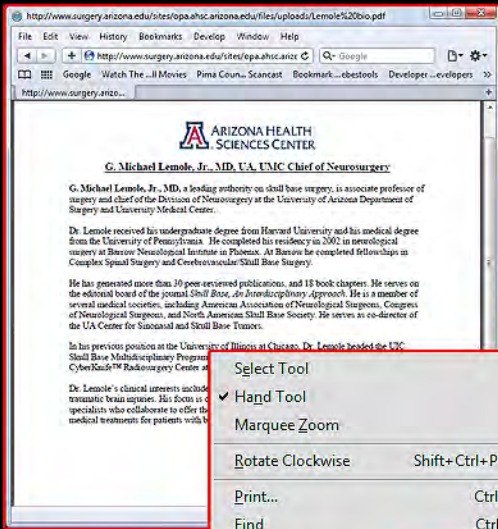 http://www.surgery.arizona.edu/sites/opa.ahsc.arizona.edu/files/uploads/Lemole%20bio.pdf
File Edit View History Bookmarks Develop Window Help
http://www.surgery.arizona.edu/sites/opa.ahsc.arizc
Google
Google Watch The ...ll Movies Pima Coun... Scancast Bookmark...ebestools Developer ...evelopers
http://www.surgery.arizo...
ARIZONA HEALTH
SCIENCES CENTER
G. Michael Lemole, Jr., MD, UA, UMC Chief of Neurosurgery
G. Michael Lemole, Jr., MD, a leading authority on skull base surgery, is associate professor of
surgery and chief of the Division of Neurosurgery at the University of Arizona Department of
Surgery and University Medical Center.
Dr. Lemole received his undergraduate degree from Harvard University and his medical degree
from the University of Pennsylvania. He completed his residency in 2002 in neurological
surgery at Barrow Neurological Institute in Phoenix. At Barrow he completed fellowships in
Complex Spinal Surgery and Cerebrovascular/Skull Base Surgery.
He has generated more than 30 peer-reviewed publications, and 18 book chapters. He serves on
the editorial board of the journal Skull Base, An Interdisciplinary Approach. He is a member of
several medical societies, including American Association of Neurological Surgeons, Congress
of Neurological Surgeons, and North American Skull Base Society. He serves as co-director of
the UA Center for Sinonasal and Skull Base Tumors.
In his previous position at the University of Illinois at Chicago, Dr. Lemole headed the UIC
Skull Base Multidisciplinary Program
CyberKnife™ Radiosurgery Center at
Dr. Lemole's clinical interests include
traumatic brain injuries. His focus is
specialists who collaborate to offer the
medical treatments for patients with
Select Tool
Hand Tool
Marquee Zoom
Rotate Clockwise Shift+Ctrl+P
Print... Ctrl
Find Ctrl